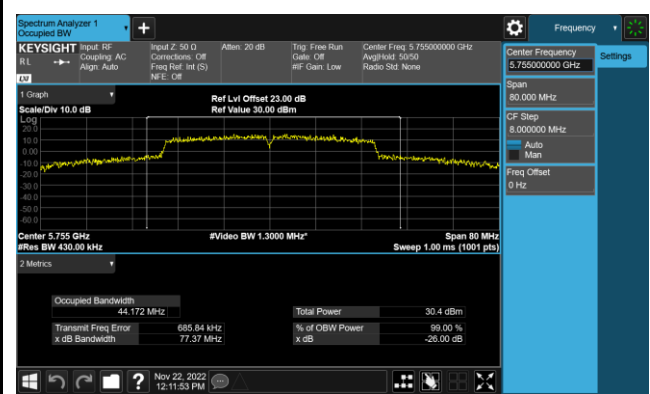 Spectrum Analyzer 1
Occupied BW
Frequency
KEYSIGHT
Input: RF
Coupling: AC
Align: Auto
Input Z: 50 Ω
Corrections: Off
Freq Ref: Int (S)
NFE: Off
Atten: 20 dB
Trig: Free Run
Gate: Off
#IF Gain: Low
Center Freq: 5.755000000 GHz
Avg|Hold: 50/50
Radio Std: None
RL
LXI
1 Graph
Scale/Div 10.0 dB
Ref Lvl Offset 23.00 dB
Ref Value 30.00 dBm
Log
20.0
10.0
0.00
-10.0
-20.0
-30.0
-40.0
-50.0
-60.0
Center 5.755 GHz
#Res BW 430.00 kHz
#Video BW 1.3000 MHz*
Span 80 MHz
Sweep 1.00 ms (1001 pts)
2 Metrics
Occupied Bandwidth
44.172 MHz
Transmit Freq Error 685.84 kHz
x dB Bandwidth 77.37 MHz
Total Power 30.4 dBm
% of OBW Power 99.00 %
x dB -26.00 dB
Nov 22, 2022
12:11:53 PM
Center Frequency
5.755000000 GHz
Span
80.000 MHz
CF Step
8.000000 MHz
Auto
Man
Freq Offset
0 Hz
Settings